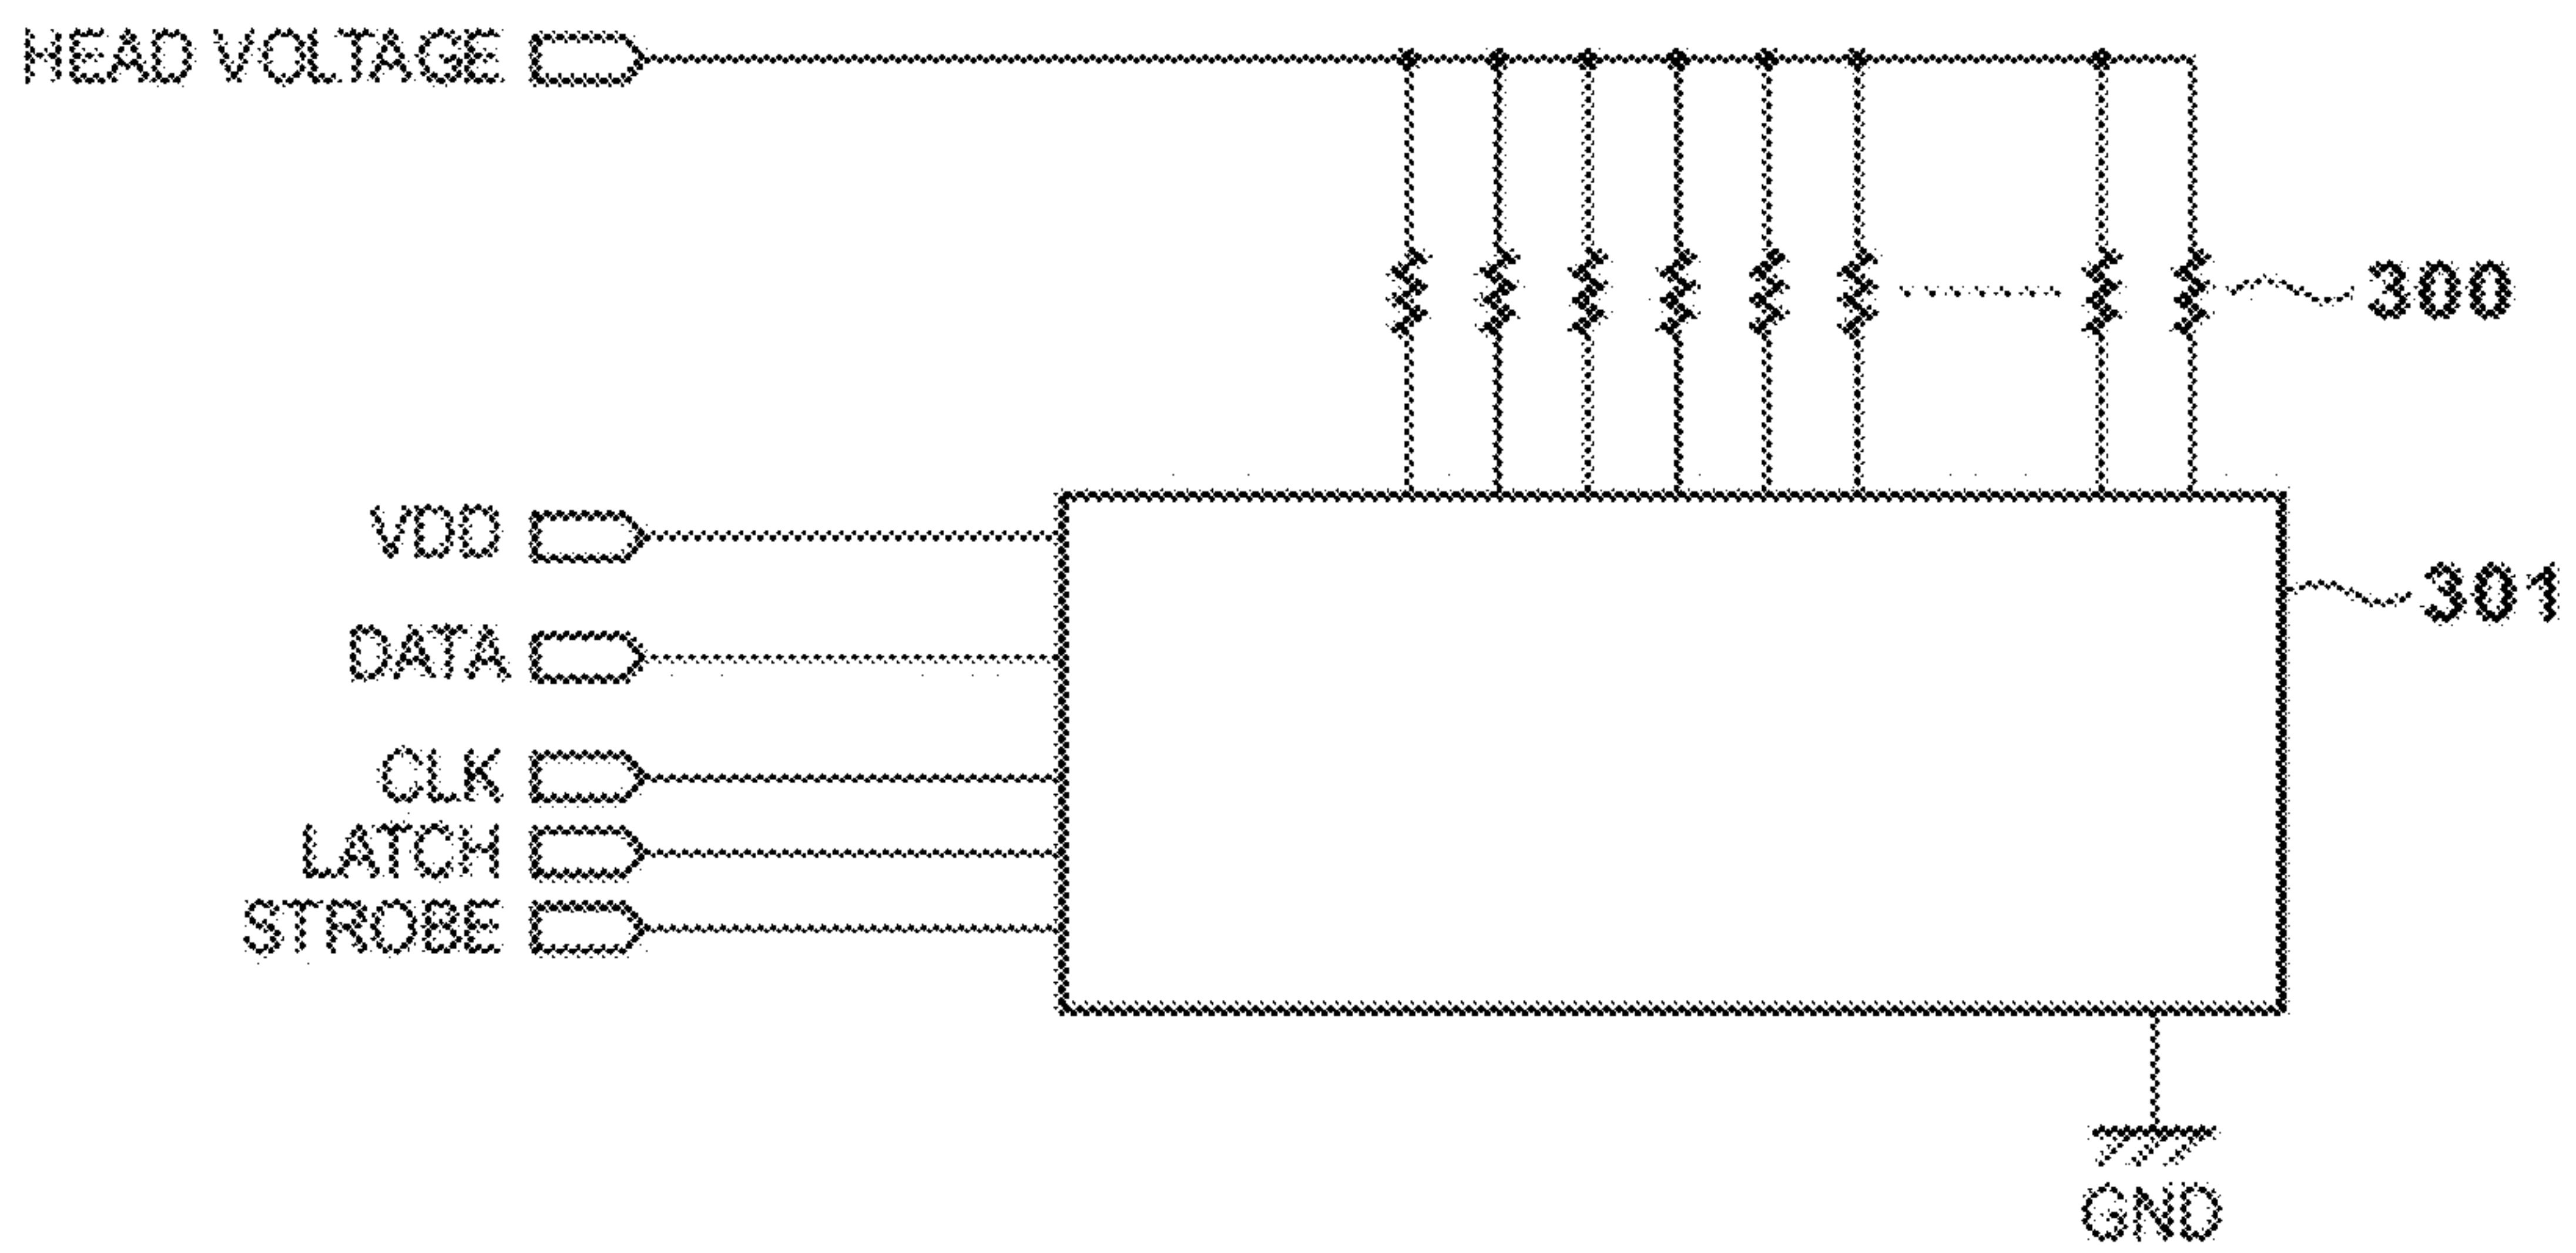 HEAD VOLTAGE
300
VDD
301
DATA
CLK
LATCH
STROBE
GND